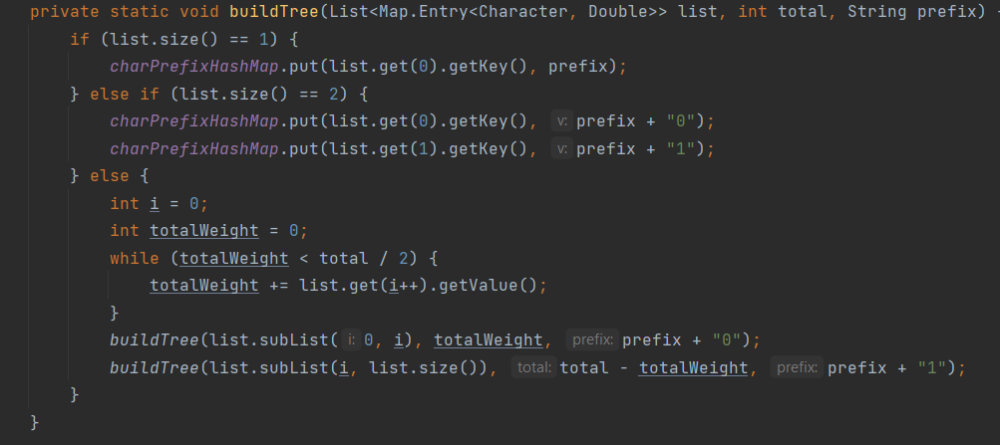 private static void buildTree(List<Map.Entry<Character, Double>> list, int total, String prefix) {
if (list.size() == 1) {
charPrefixHashMap.put(list.get(0).getKey(), prefix);
} else if (list.size() == 2) {
charPrefixHashMap.put(list.get(0).getKey(), v: prefix + "0");
charPrefixHashMap.put(list.get(1).getKey(), v: prefix + "1");
} else {
int i = 0;
int totalWeight = 0;
while (totalWeight < total / 2) {
totalWeight += list.get(i++).getValue();
}
buildTree(list.subList( i: 0, i), totalWeight, prefix: prefix + "0");
buildTree(list.subList(i, list.size()), total: total - totalWeight, prefix: prefix + "1");
}
}